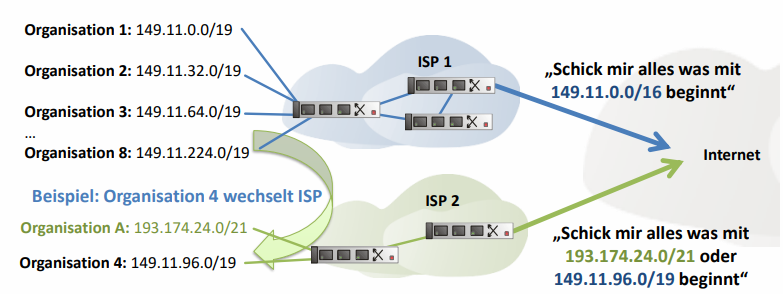 Organisation 1: 149.11.0.0/19
Organisation 2: 149.11.32.0/19
Organisation 3: 149.11.64.0/19
...
Organisation 8: 149.11.224.0/19
ISP 1
„Schick mir alles was mit
149.11.0.0/16 beginnt“
Internet
Beispiel: Organisation 4 wechselt ISP
ISP 2
Organisation A: 193.174.24.0/21
Organisation 4: 149.11.96.0/19
„Schick mir alles was mit
193.174.24.0/21 oder
149.11.96.0/19 beginnt“